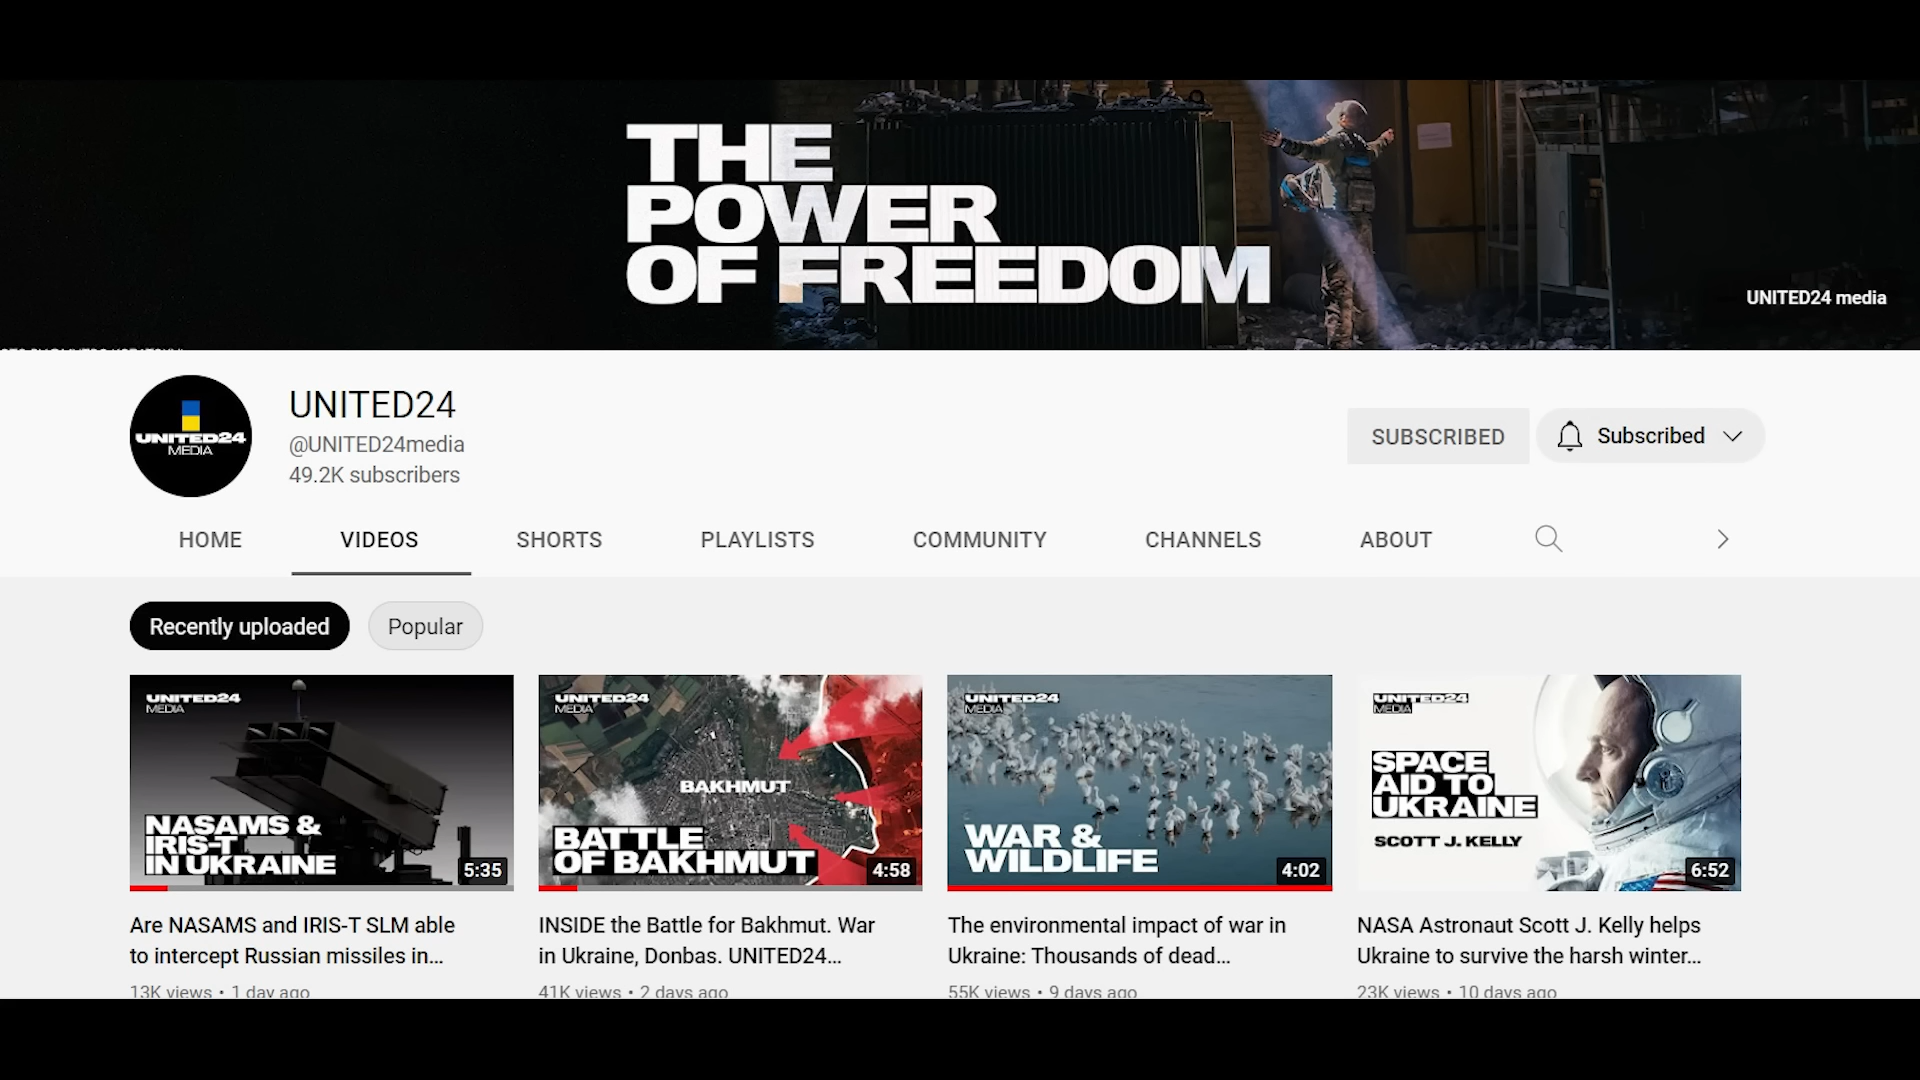 THE
POWER
OF FREEDOM
UNITED24 media
UNITED24
MEDIA
UNITED24
@UNITED24media
49.2K subscribers
SUBSCRIBED
Subscribed
HOME
VIDEOS
SHORTS
PLAYLISTS
COMMUNITY
CHANNELS
ABOUT
Recently uploaded
Popular
UNITED24
MEDIA
NASAMS &
IRIS-T
IN UKRAINE
5:35
UNITED24
MEDIA
BAKHMUT
BATTLE
OF BAKHMUT
4:58
UNITED24
MEDIA
WAR &
WILDLIFE
4:02
UNITED24
MEDIA
SPACE
AID TO
UKRAINE
SCOTT J. KELLY
6:52
Are NASAMS and IRIS-T SLM able
to intercept Russian missiles in...
13K views • 1 day ago
INSIDE the Battle for Bakhmut. War
in Ukraine, Donbas. UNITED24...
41K views • 2 days ago
The environmental impact of war in
Ukraine: Thousands of dead...
55K views • 9 days ago
NASA Astronaut Scott J. Kelly helps
Ukraine to survive the harsh winter...
23K views • 10 days ago